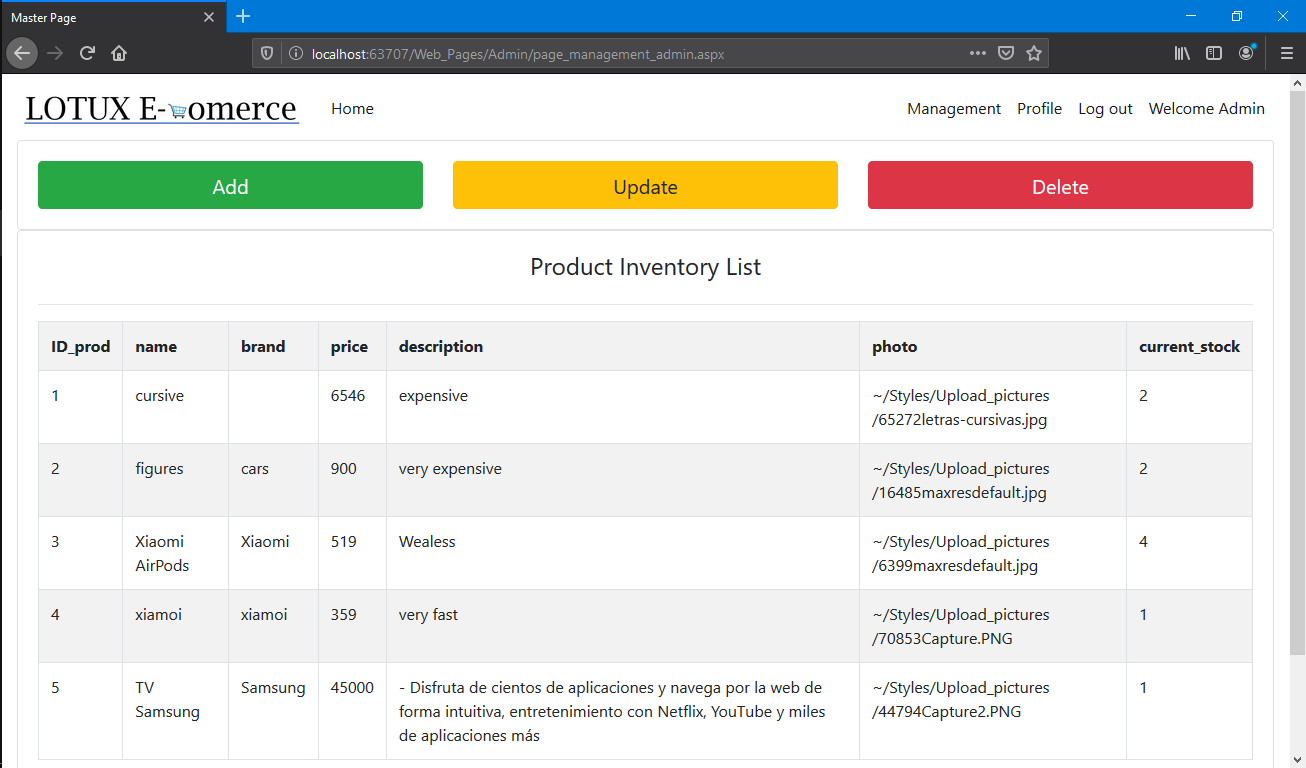 Master Page
localhost:63707/Web_Pages/Admin/page_management_admin.aspx
LOTUX E-omerce Home Management Profile Log out Welcome Admin
Add Update Delete
Product Inventory List
ID_prod name brand price description photo current_stock
1 cursive 6546 expensive ~/Styles/Upload_pictures 2
/65272letras-cursivas.jpg
2 figures cars 900 very expensive ~/Styles/Upload_pictures 2
/16485maxresdefault.jpg
3 Xiaomi Xiaomi 519 Wealess ~/Styles/Upload_pictures 4
AirPods /6399maxresdefault.jpg
4 xiamoi xiamoi 359 very fast ~/Styles/Upload_pictures 1
/70853Capture.PNG
5 TV Samsung 45000 - Disfruta de cientos de aplicaciones y navega por la web de ~/Styles/Upload_pictures 1
Samsung forma intuitiva, entretenimiento con Netflix, YouTube y miles /44794Capture2.PNG
de aplicaciones más